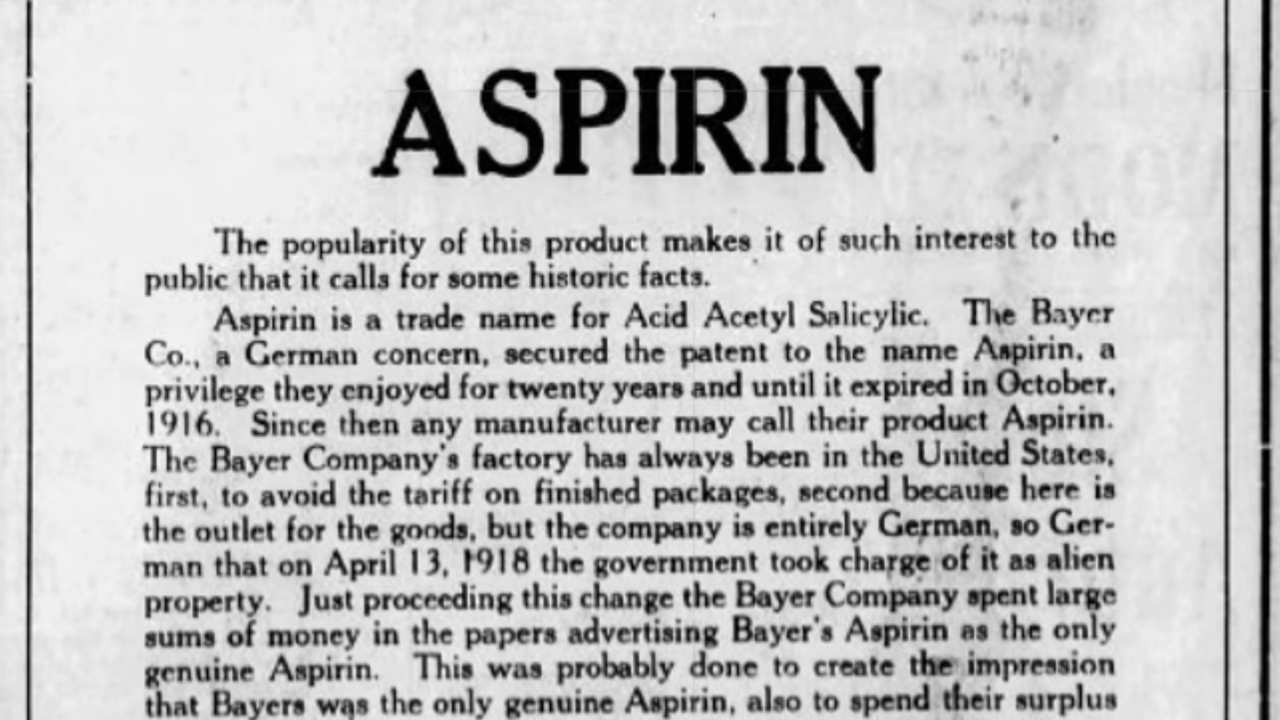 ASPIRIN
The popularity of this product makes it of such interest to the
public that it calls for some historic facts.
Aspirin is a trade name for Acid Acetyl Salicylic. The Bayer
Co., a German concern, secured the patent to the name Aspirin, a
privilege they enjoyed for twenty years and until it expired in October,
1916. Since then any manufacturer may call their product Aspirin.
The Bayer Company's factory has always been in the United States,
first, to avoid the tariff on finished packages, second because here is
the outlet for the goods, but the company is entirely German, so Ger-
man that on April 13, 1918 the government took charge of it as alien
property. Just proceeding this change the Bayer Company spent large
sums of money in the papers advertising Bayer's Aspirin as the only
genuine Aspirin. This was probably done to create the impression
that Bayers was the only genuine Aspirin, also to spend their surplus